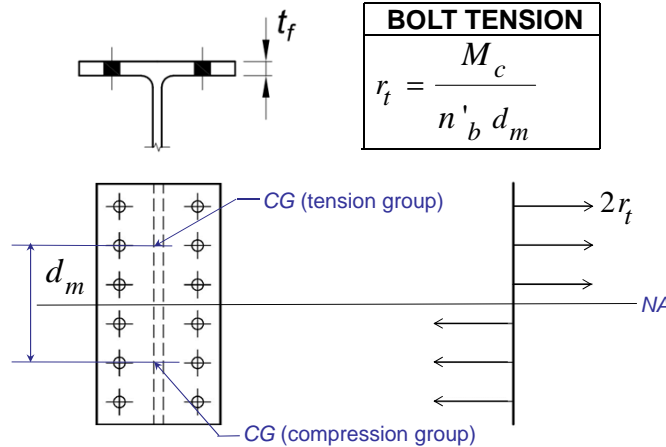 t_f
BOLT TENSION
r_t = M_c / n'_b d_m
CG (tension group)
2r_t
d_m
NA
CG (compression group)